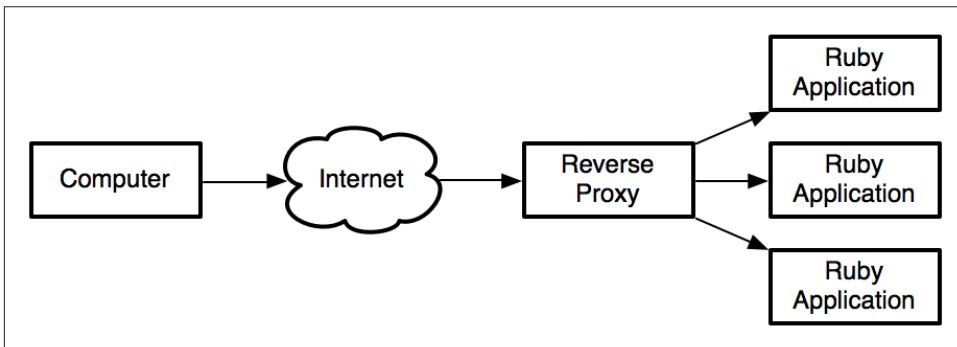 Computer
Internet
Reverse
Proxy
Ruby
Application
Ruby
Application
Ruby
Application